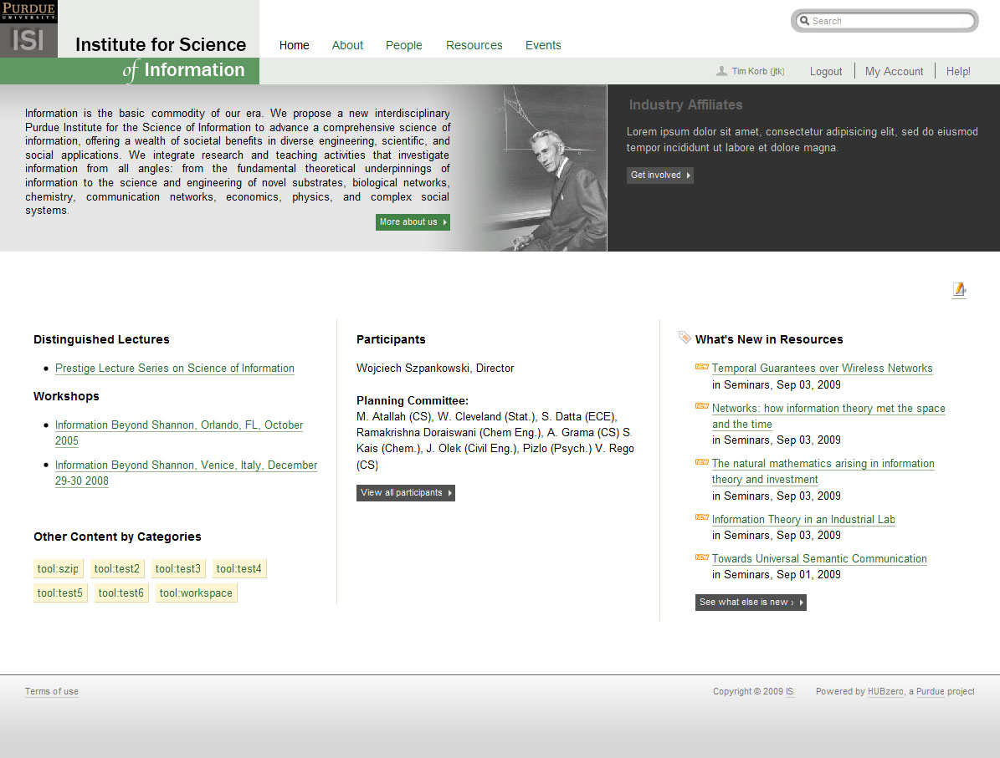 PURDUE
UNIVERSITY
ISI
Institute for Science
of Information
Home About People Resources Events
Search
Tim Korb (jtk) Logout My Account Help!
Information is the basic commodity of our era. We propose a new interdisciplinary
Purdue Institute for the Science of Information to advance a comprehensive science of
information, offering a wealth of societal benefits in diverse engineering, scientific, and
social applications. We integrate research and teaching activities that investigate
information from all angles: from the fundamental theoretical underpinnings of
information to the science and engineering of novel substrates, biological networks,
chemistry, communication networks, economics, physics, and complex social
systems.
More about us
Industry Affiliates
Lorem ipsum dolor sit amet, consectetur adipisicing elit, sed do eiusmod
tempor incididunt ut labore et dolore magna.
Get involved
Distinguished Lectures
Prestige Lecture Series on Science of Information
Workshops
Information Beyond Shannon, Orlando, FL, October
2005
Information Beyond Shannon, Venice, Italy, December
29-30 2008
Other Content by Categories
tool:szip tool:test2 tool:test3 tool:test4
tool:test5 tool:test6 tool:workspace
Participants
Wojciech Szpankowski, Director
Planning Committee:
M. Atallah (CS), W. Cleveland (Stat.), S. Datta (ECE),
Ramakrishna Doraiswani (Chem Eng.), A. Grama (CS) S.
Kais (Chem.), J. Olek (Civil Eng.), Pizlo (Psych.) V. Rego
(CS)
View all participants
What's New in Resources
NEW Temporal Guarantees over Wireless Networks
in Seminars, Sep 03, 2009
NEW Networks: how information theory met the space
and the time
in Seminars, Sep 03, 2009
NEW The natural mathematics arising in information
theory and investment
in Seminars, Sep 03, 2009
NEW Information Theory in an Industrial Lab
in Seminars, Sep 03, 2009
NEW Towards Universal Semantic Communication
in Seminars, Sep 01, 2009
See what else is new ›
Terms of use
Copyright © 2009 ISI
Powered by HUBzero, a Purdue project